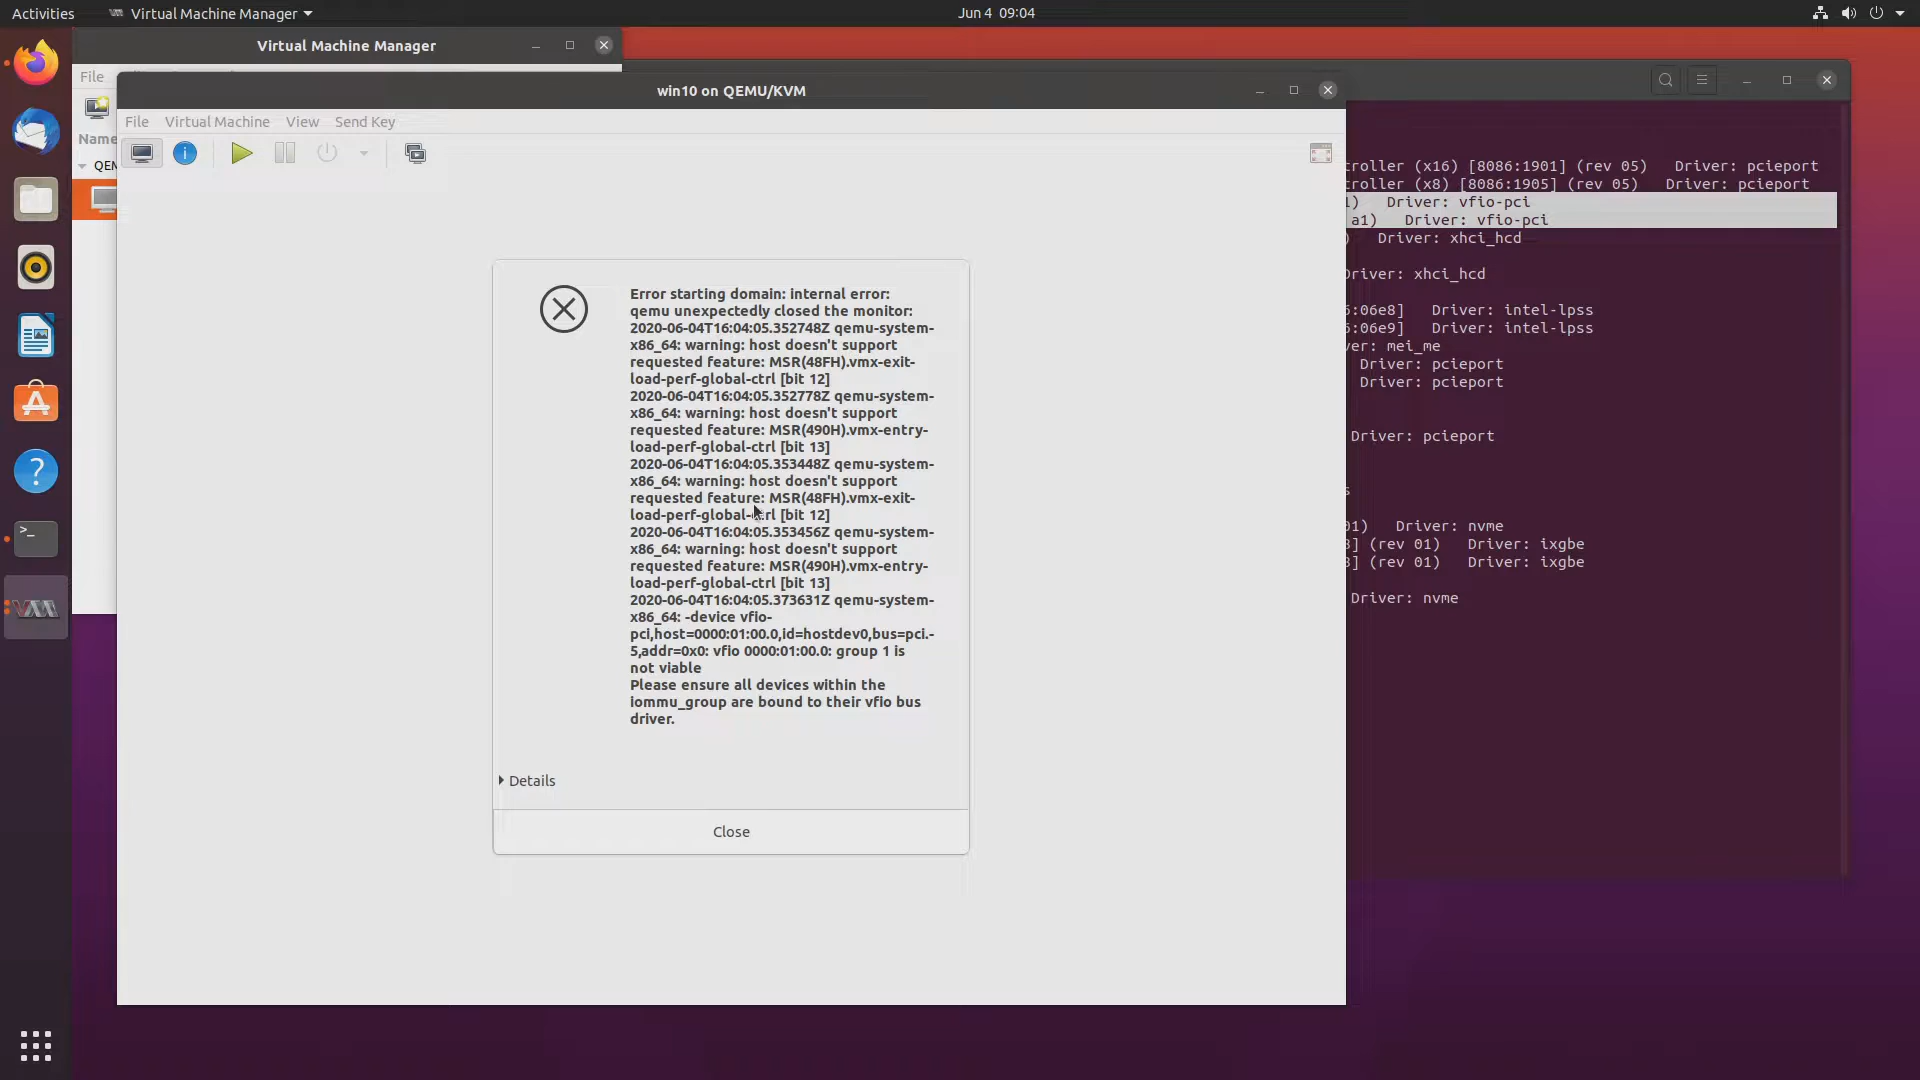 Activities
Virtual Machine Manager
Jun 4 09:04
Virtual Machine Manager
File
win10 on QEMU/KVM
File Virtual Machine View Send Key
Name
QEM
Error starting domain: internal error:
qemu unexpectedly closed the monitor:
2020-06-04T16:04:05.352748Z qemu-system-
x86_64: warning: host doesn't support
requested feature: MSR(48FH).vmx-exit-
load-perf-global-ctrl [bit 12]
2020-06-04T16:04:05.352778Z qemu-system-
x86_64: warning: host doesn't support
requested feature: MSR(490H).vmx-entry-
load-perf-global-ctrl [bit 13]
2020-06-04T16:04:05.353448Z qemu-system-
x86_64: warning: host doesn't support
requested feature: MSR(48FH).vmx-exit-
load-perf-global-ctrl [bit 12]
2020-06-04T16:04:05.353456Z qemu-system-
x86_64: warning: host doesn't support
requested feature: MSR(490H).vmx-entry-
load-perf-global-ctrl [bit 13]
2020-06-04T16:04:05.373631Z qemu-system-
x86_64: -device vfio-
pci,host=0000:01:00.0,id=hostdev0,bus=pci.-
5,addr=0x0: vfio 0000:01:00.0: group 1 is
not viable
Please ensure all devices within the
iommu_group are bound to their vfio bus
driver.
Details
Close
troller (x16) [8086:1901] (rev 05) Driver: pcieport
troller (x8) [8086:1905] (rev 05) Driver: pcieport
1) Driver: vfio-pci
a1) Driver: vfio-pci
) Driver: xhci_hcd
Driver: xhci_hcd
6:06e8] Driver: intel-lpss
6:06e9] Driver: intel-lpss
ver: mei_me
Driver: pcieport
Driver: pcieport
Driver: pcieport
s
01) Driver: nvme
3] (rev 01) Driver: ixgbe
3] (rev 01) Driver: ixgbe
Driver: nvme